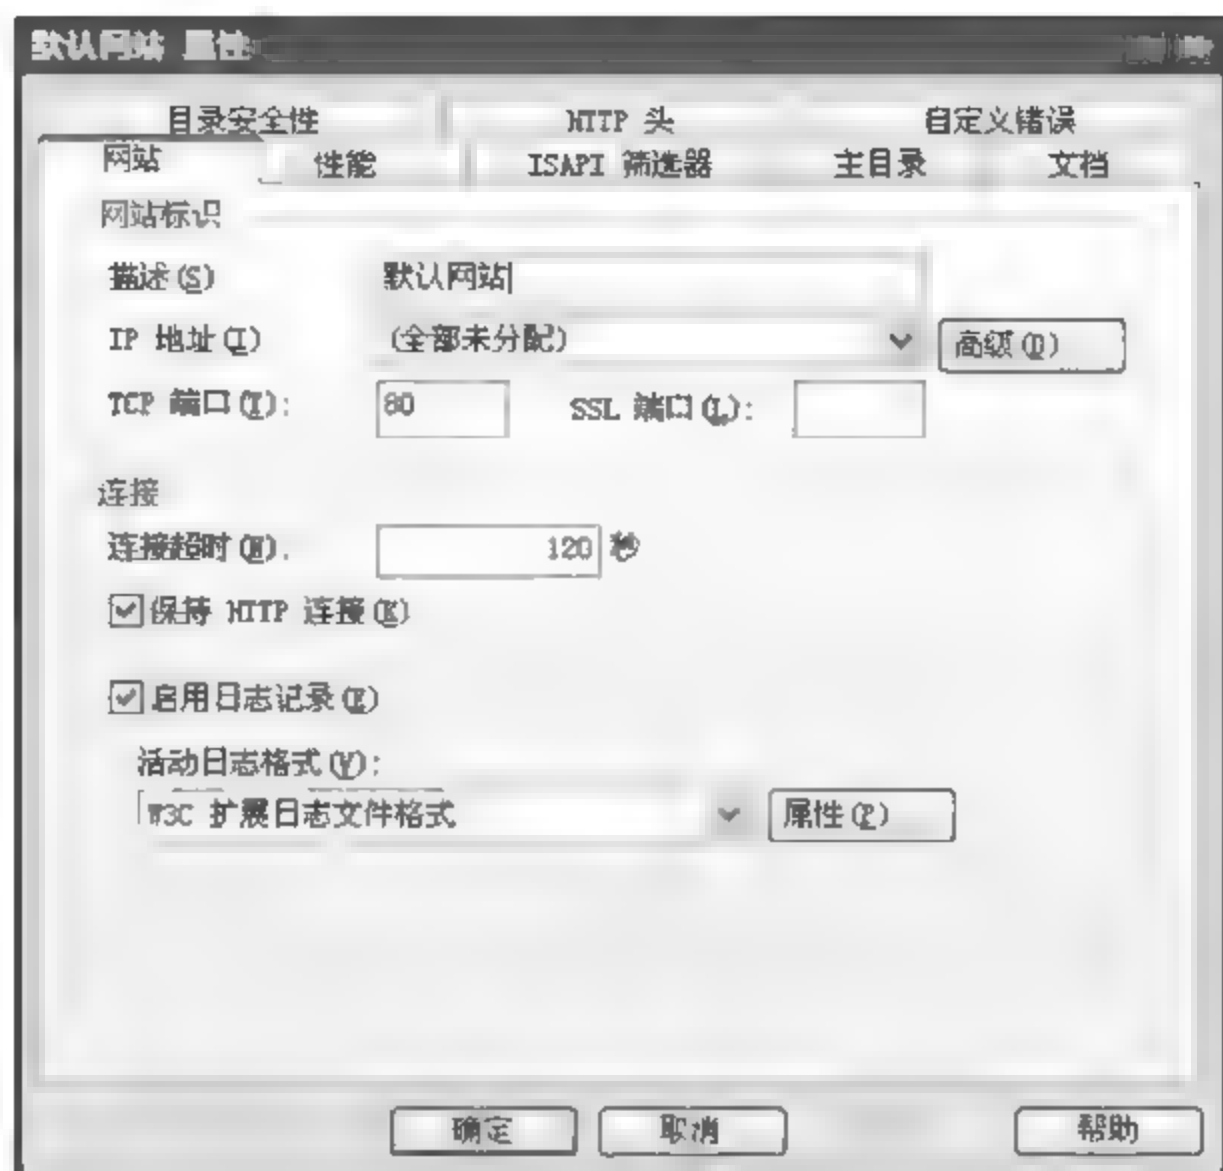 默认网站 属性
目录安全性 HTTP 头 自定义错误
网站 性能 ISAPI 筛选器 主目录 文档
网站标识
描述(S) 默认网站
IP 地址(I) (全部未分配) 高级(D)
TCP 端口(T): 80 SSL 端口(L):
连接
连接超时(N). 120 秒
保持 HTTP 连接(K)
启用日志记录(E)
活动日志格式(V):
W3C 扩展日志文件格式 属性(P)
确定 取消 帮助